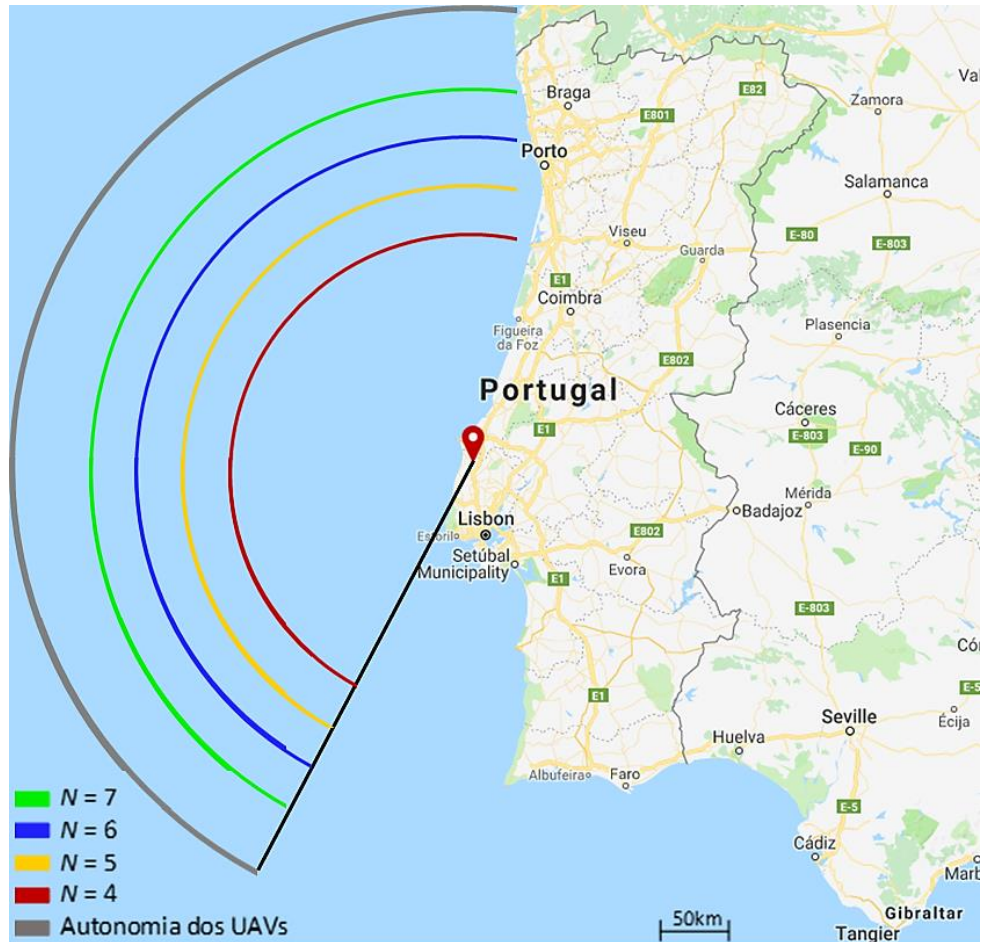 Braga
E82
E801
Zamora
Porto
Salamanca
Viseu
Guarda
E-80
E-803
E1
Coimbra
Figueira
da Foz
Plasencia
E802
Portugal
Cáceres
E1
E-803
E-90
Mérida
Badajoz
Lisbon
Estoril
E802
Setúbal
Municipality
Evora
E1
E-803
E1
Seville
Écija
Huelva
Albufeira
Faro
E-5
Cádiz
N = 7
N = 6
N = 5
N = 4
Autonomia dos UAVs
50km
Gibraltar
Tangier